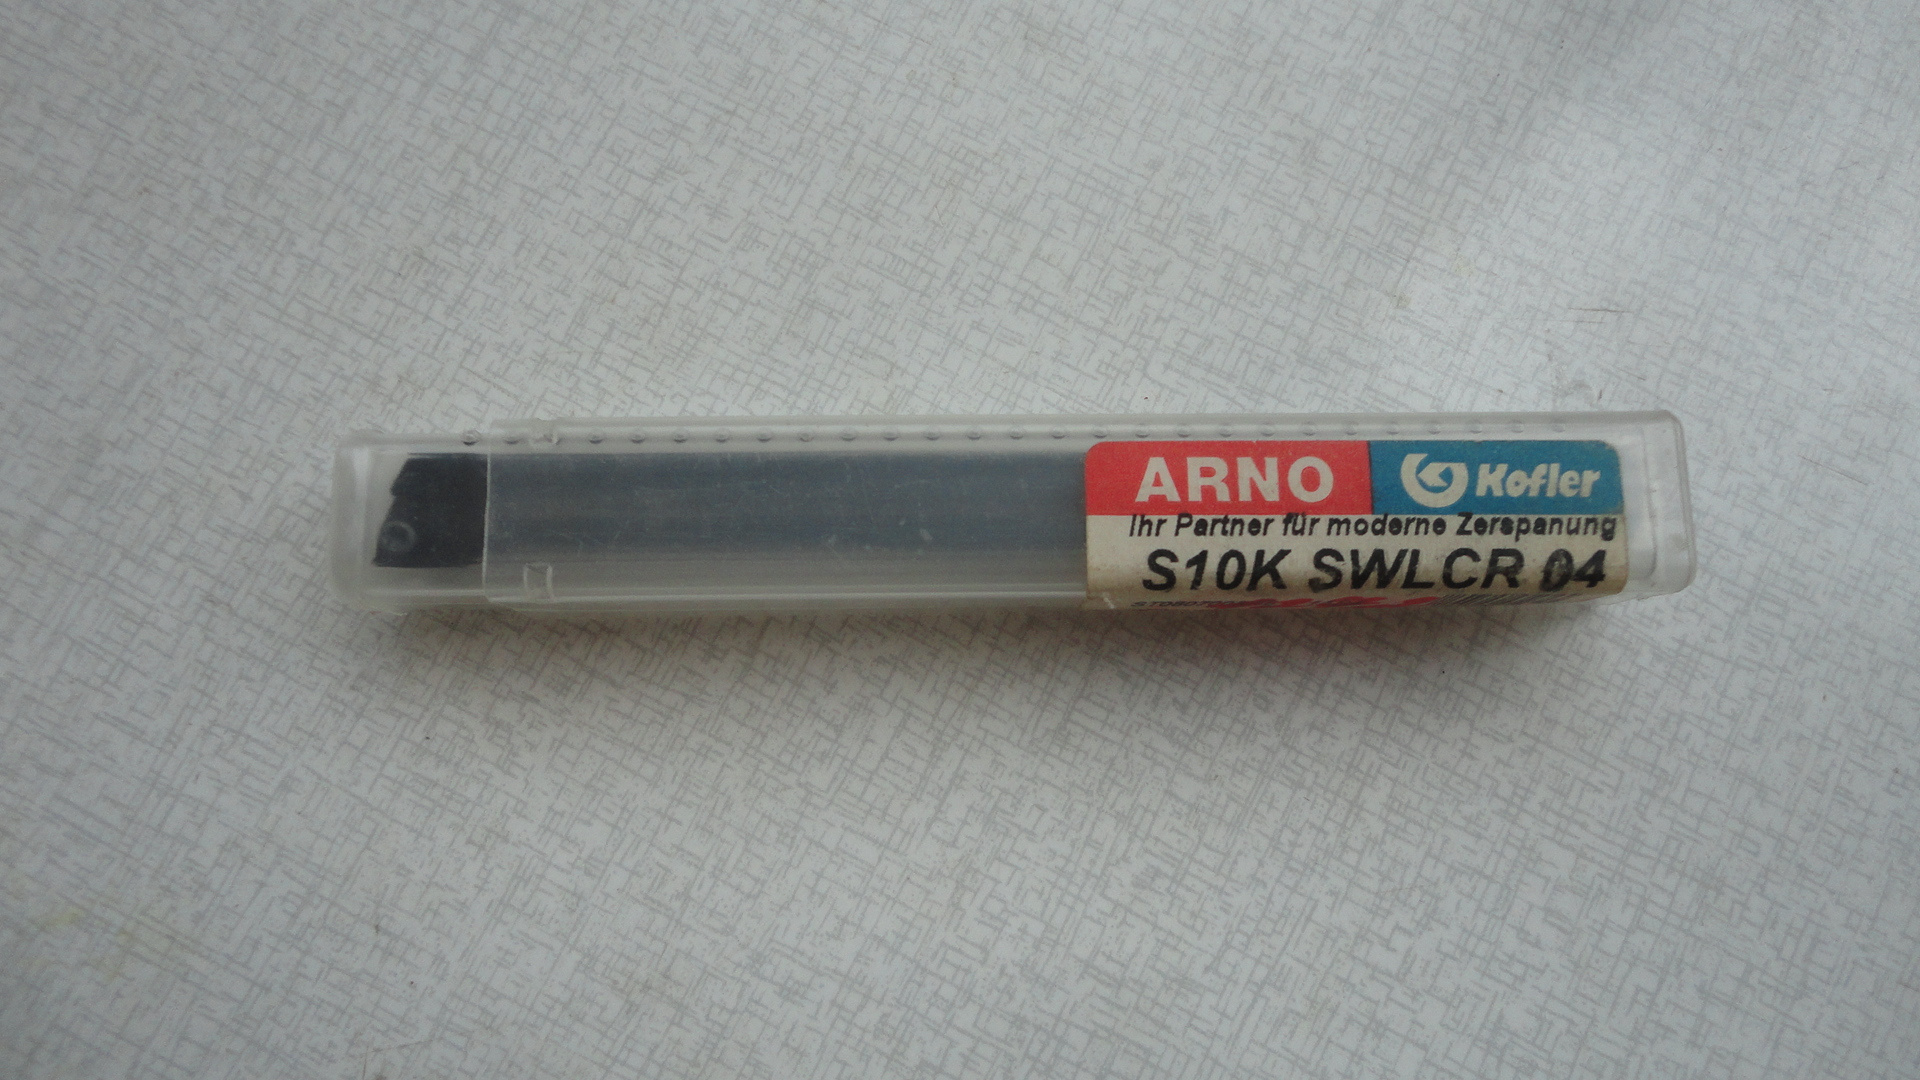 ARNO Kofler
Ihr Partner für moderne Zerspanung
S10K SWLCR 04